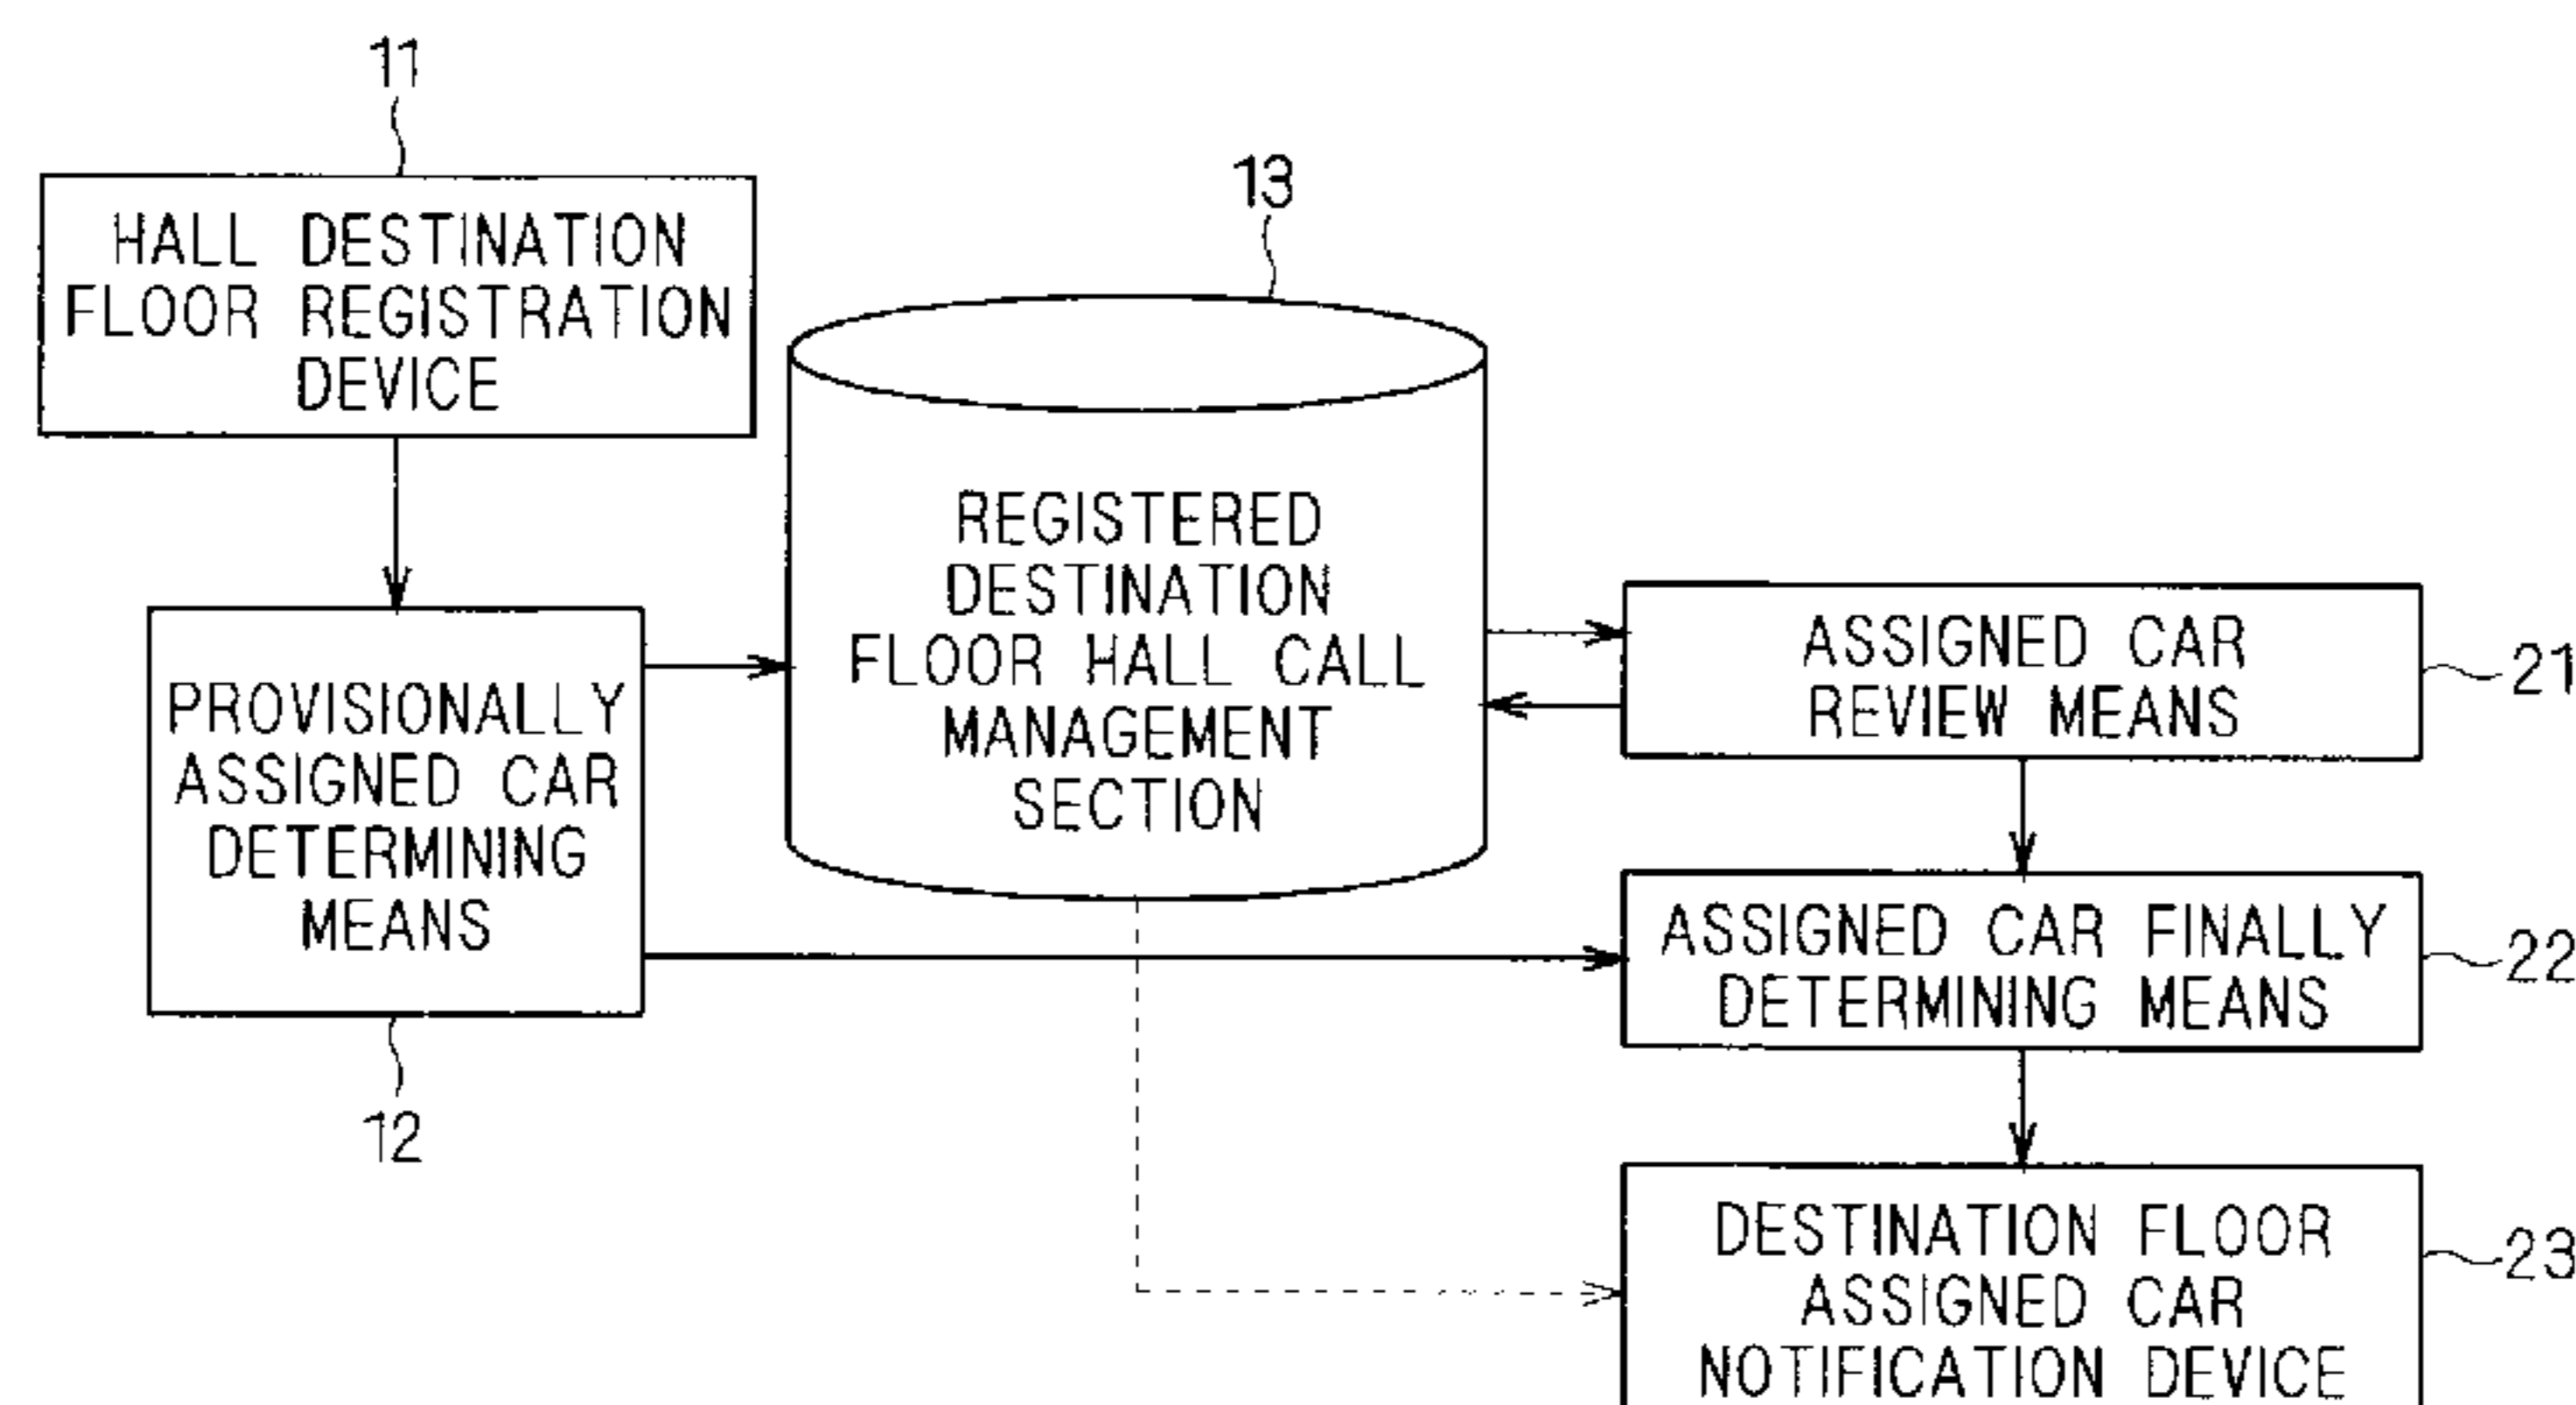 11
HALL DESTINATION
FLOOR REGISTRATION
DEVICE
13
REGISTERED
DESTINATION
FLOOR HALL CALL
MANAGEMENT
SECTION
PROVISIONALLY
ASSIGNED CAR
DETERMINING
MEANS
12
ASSIGNED CAR
REVIEW MEANS
21
ASSIGNED CAR FINALLY
DETERMINING MEANS
22
DESTINATION FLOOR
ASSIGNED CAR
NOTIFICATION DEVICE
23